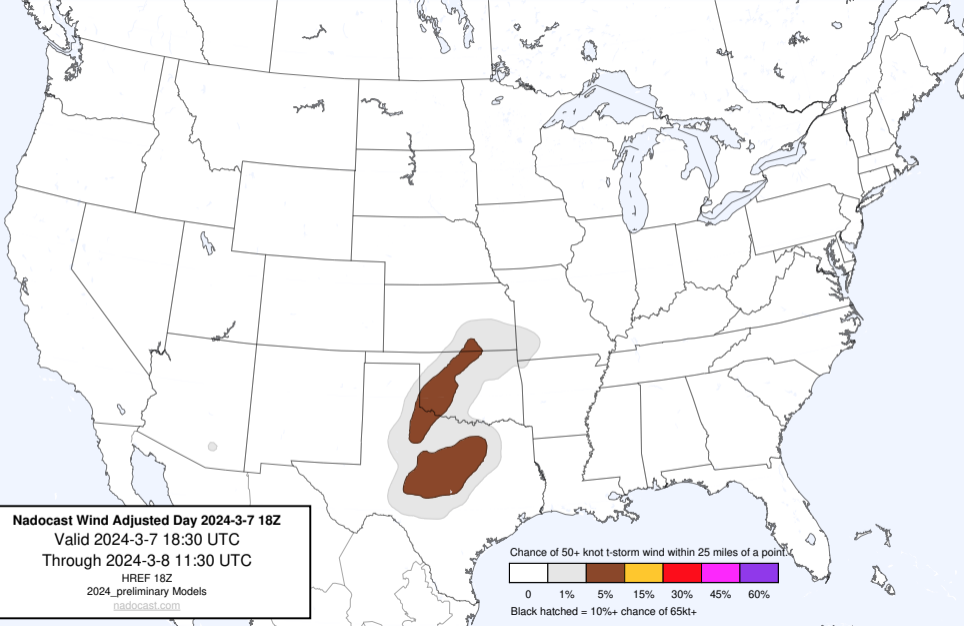 Nadocast Wind Adjusted Day 2024-3-7 18Z
Valid 2024-3-7 18:30 UTC
Through 2024-3-8 11:30 UTC
HREF 18Z
2024_preliminary Models
nadocast.com
Chance of 50+ knot t-storm wind within 25 miles of a point.
0 1% 5% 15% 30% 45% 60%
Black hatched = 10%+ chance of 65kt+